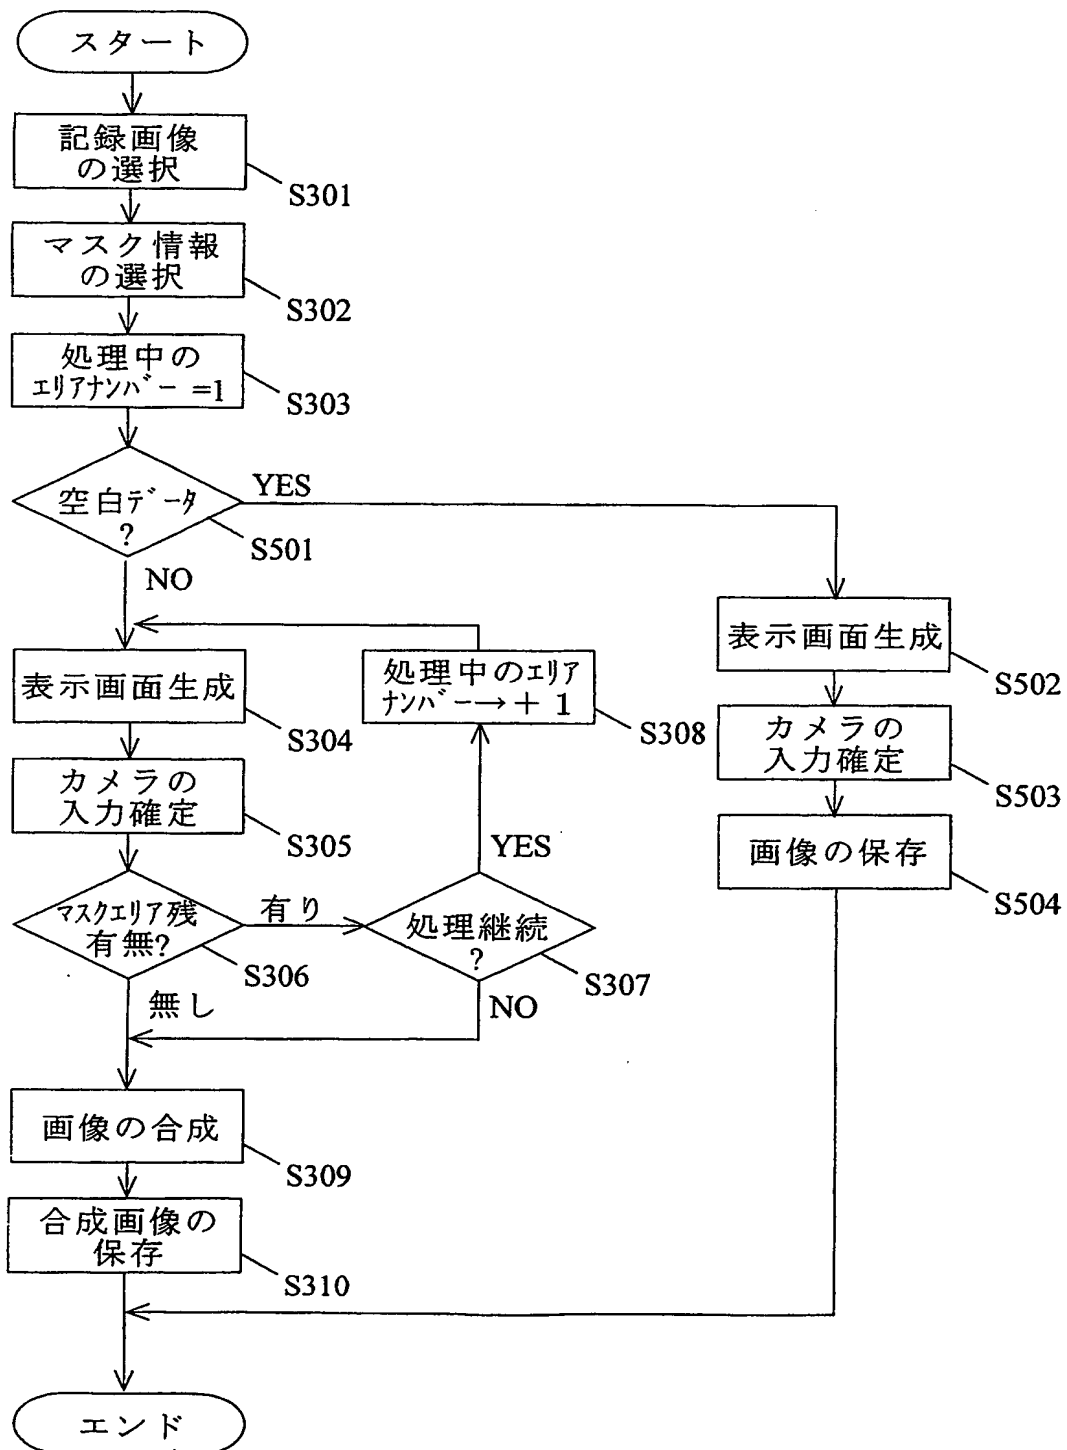 スタート
記録画像
の選択
S301
マスク情報
の選択
S302
処理中の
ｴﾘｱﾅﾝﾊﾞｰ =1
S303
空白ﾃﾞｰﾀ
?
S501
YES
NO
表示画面生成
S304
カメラの
入力確定
S305
ﾏｽｸｴﾘｱ残
有無?
S306
有り
無し
処理中のｴﾘｱ
ﾅﾝﾊﾞｰ→ + 1
S308
YES
処理継続
?
S307
NO
画像の合成
S309
合成画像の
保存
S310
表示画面生成
S502
カメラの
入力確定
S503
画像の保存
S504
エンド